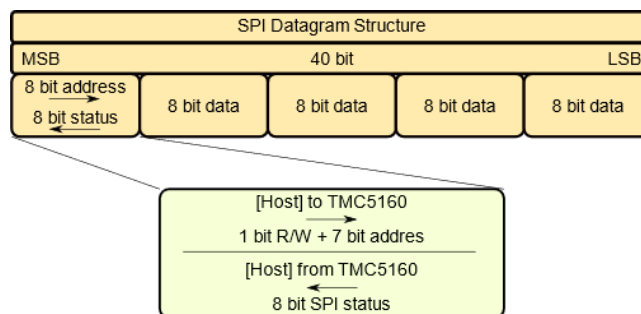 SPI Datagram Structure
MSB 40 bit LSB
8 bit address
8 bit status
8 bit data 8 bit data 8 bit data 8 bit data
[Host] to TMC5160
1 bit R/W + 7 bit addres
[Host] from TMC5160
8 bit SPI status